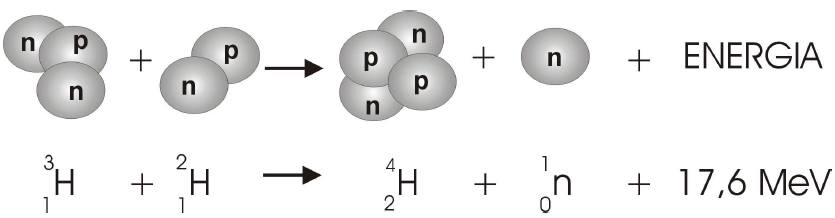 n p n + p n → n p p n + n + ENERGIA
³₁H + ²₁H → ⁴₂H + ¹₀n + 17,6 MeV